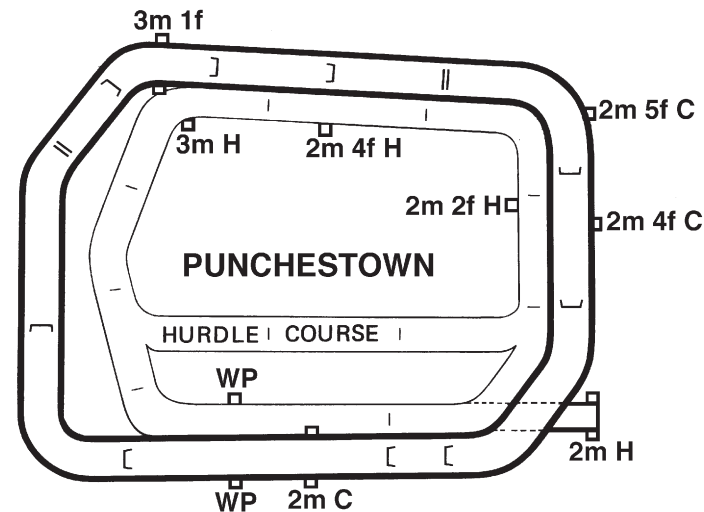 3m 1f
2m 5f C
3m H
2m 4f H
2m 2f H
2m 4f C
PUNCHESTOWN
HURDLE COURSE
WP
2m H
WP
2m C